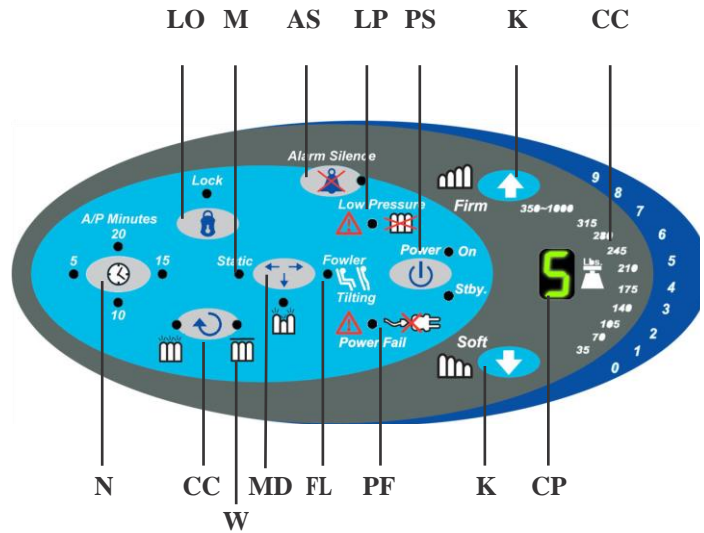 LO M AS LP PS K CC
Alarm Silence
Lock
Low Pressure
Firm
350~1000
315
280
245
210
175
140
105
70
35
9
8
7
6
5
4
3
2
1
0
A/P Minutes
20
5
15
10
Static
Fowler
Tilting
Power
On
Stby.
Lbs.
5
Power Fail
Soft
N CC MD FL PF K CP
W